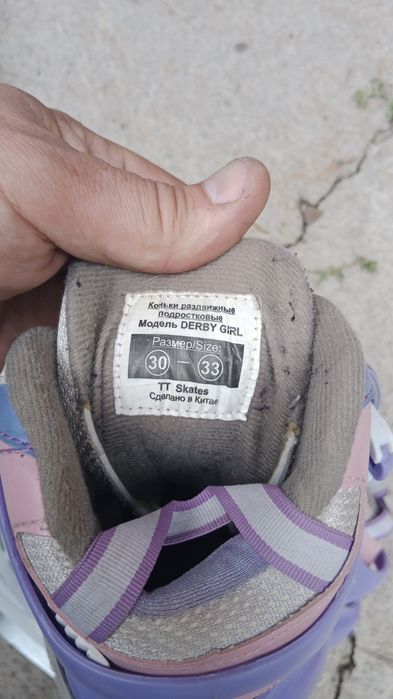 Коньки раздвижные
подростковые
Модель DERBY GIRL
Размер/Size:
30 — 33
TT Skates
Сделано в Китае